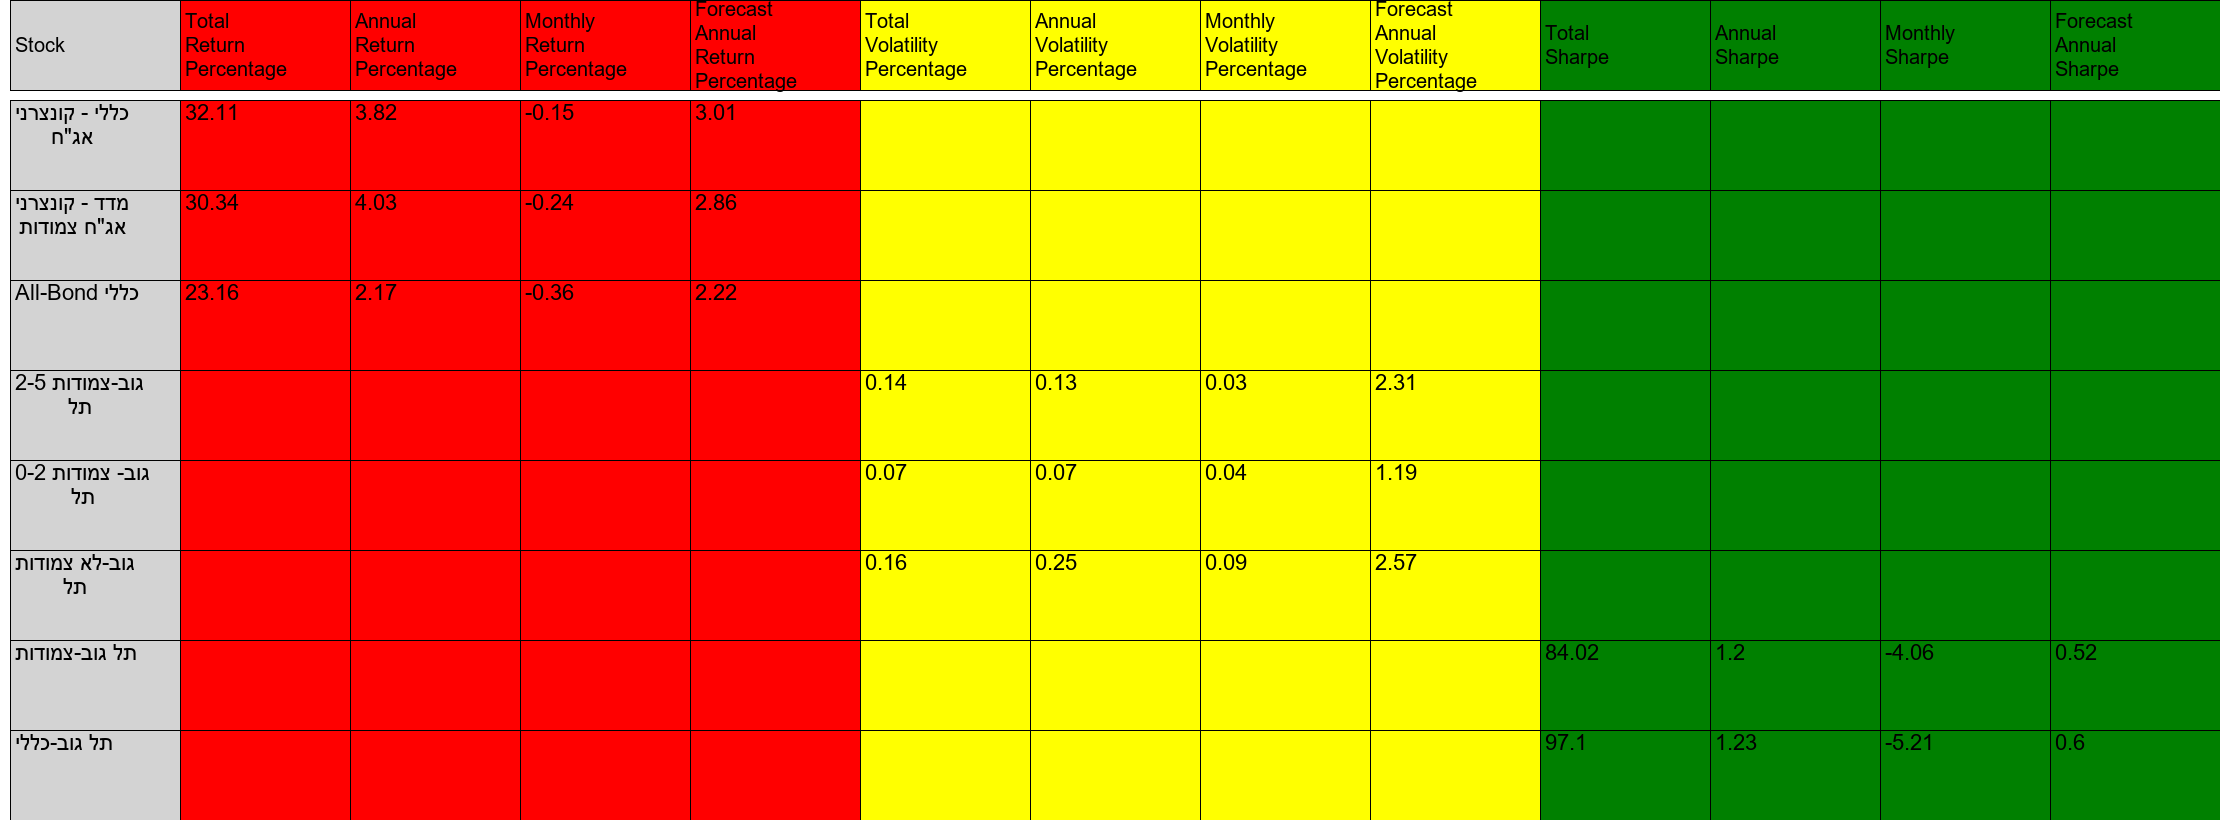 Stock
Total
Return
Percentage
Annual
Return
Percentage
Monthly
Return
Percentage
Forecast
Annual
Return
Percentage
Total
Volatility
Percentage
Annual
Volatility
Percentage
Monthly
Volatility
Percentage
Forecast
Annual
Volatility
Percentage
Total
Sharpe
Annual
Sharpe
Monthly
Sharpe
Forecast
Annual
Sharpe
כללי - קונצרני
אג"ח
32.11
3.82
-0.15
3.01
מדד - קונצרני
אג"ח צמודות
30.34
4.03
-0.24
2.86
All-Bond כללי
23.16
2.17
-0.36
2.22
גוב-צמודות 2-5
תל
0.14
0.13
0.03
2.31
גוב- צמודות 0-2
תל
0.07
0.07
0.04
1.19
גוב-לא צמודות
תל
0.16
0.25
0.09
2.57
תל גוב-צמודות
84.02
1.2
-4.06
0.52
תל גוב-כללי
97.1
1.23
-5.21
0.6